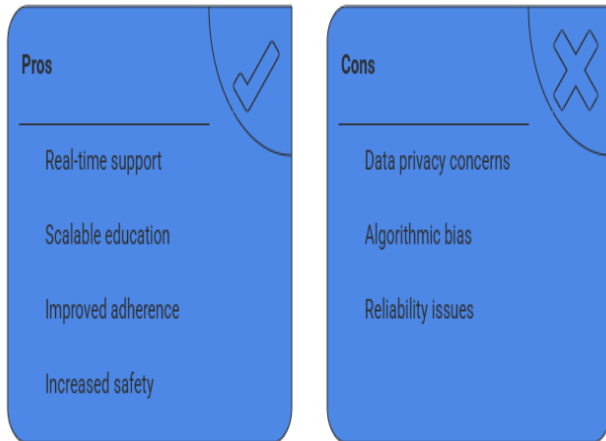 Pros
Real-time support
Scalable education
Improved adherence
Increased safety
Cons
Data privacy concerns
Algorithmic bias
Reliability issues